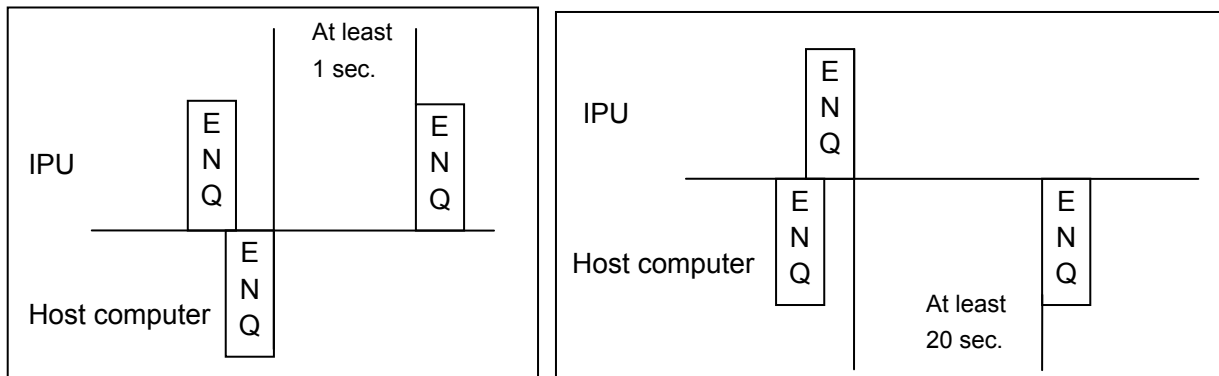 At least
1 sec.
IPU
E
N
Q
E
N
Q
E
N
Q
Host computer
IPU
E
N
Q
E
N
Q
E
N
Q
Host computer
At least
20 sec.